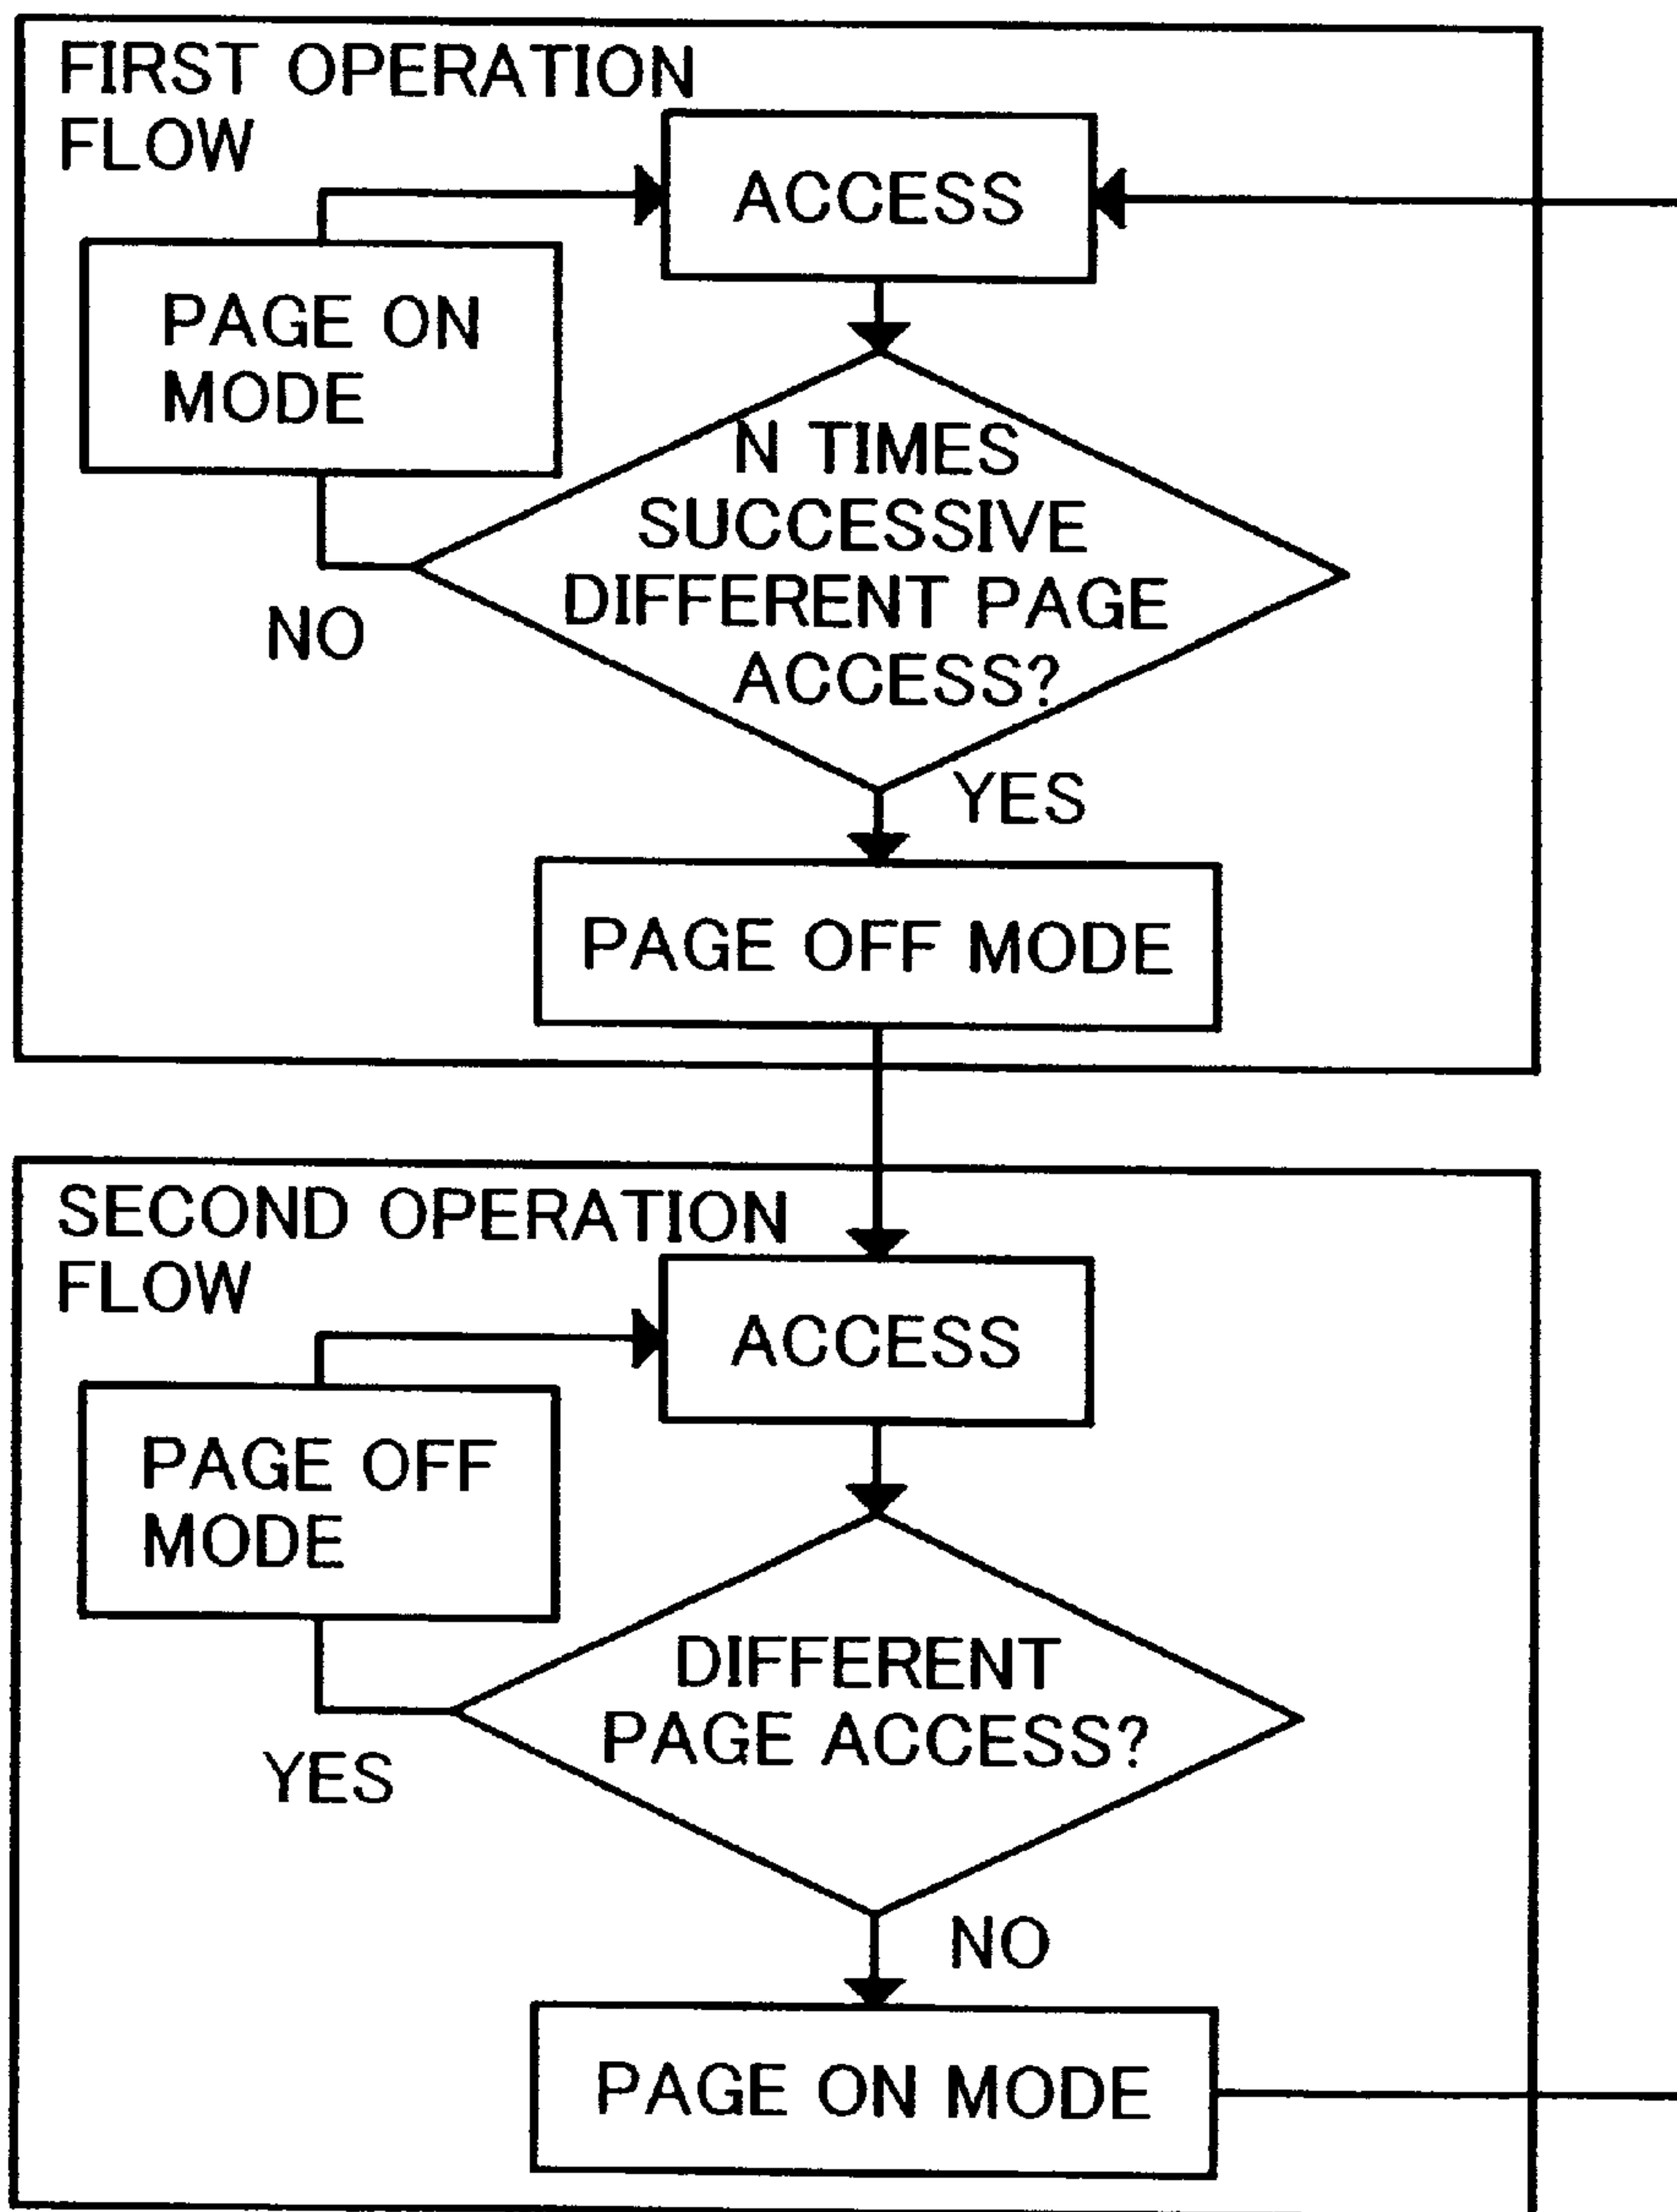 FIRST OPERATION
FLOW
ACCESS
PAGE ON
MODE
N TIMES
SUCCESSIVE
DIFFERENT PAGE
ACCESS?
NO
YES
PAGE OFF MODE
SECOND OPERATION
FLOW
ACCESS
PAGE OFF
MODE
DIFFERENT
PAGE ACCESS?
YES
NO
PAGE ON MODE